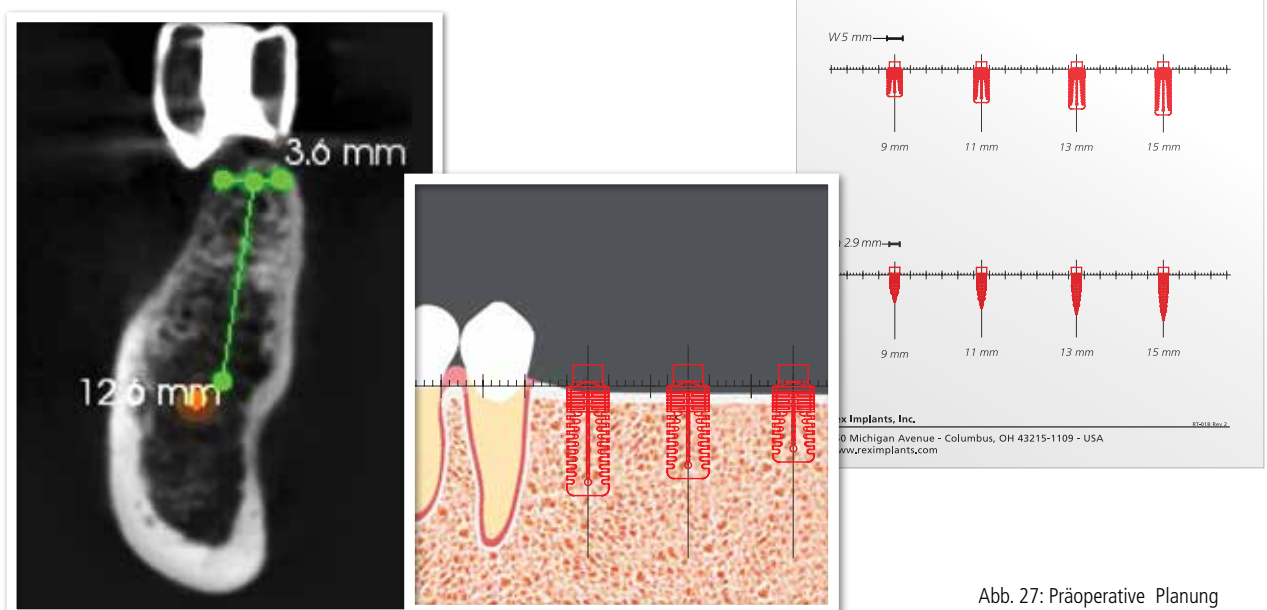 3.6 mm
12.6 mm
W 5 mm
9 mm 11 mm 13 mm 15 mm
2.9 mm
9 mm 11 mm 13 mm 15 mm
ex Implants, Inc.
RT-01B Rev.2
0 Michigan Avenue - Columbus, OH 43215-1109 - USA
ww.reximplants.com
Abb. 27: Präoperative Planung